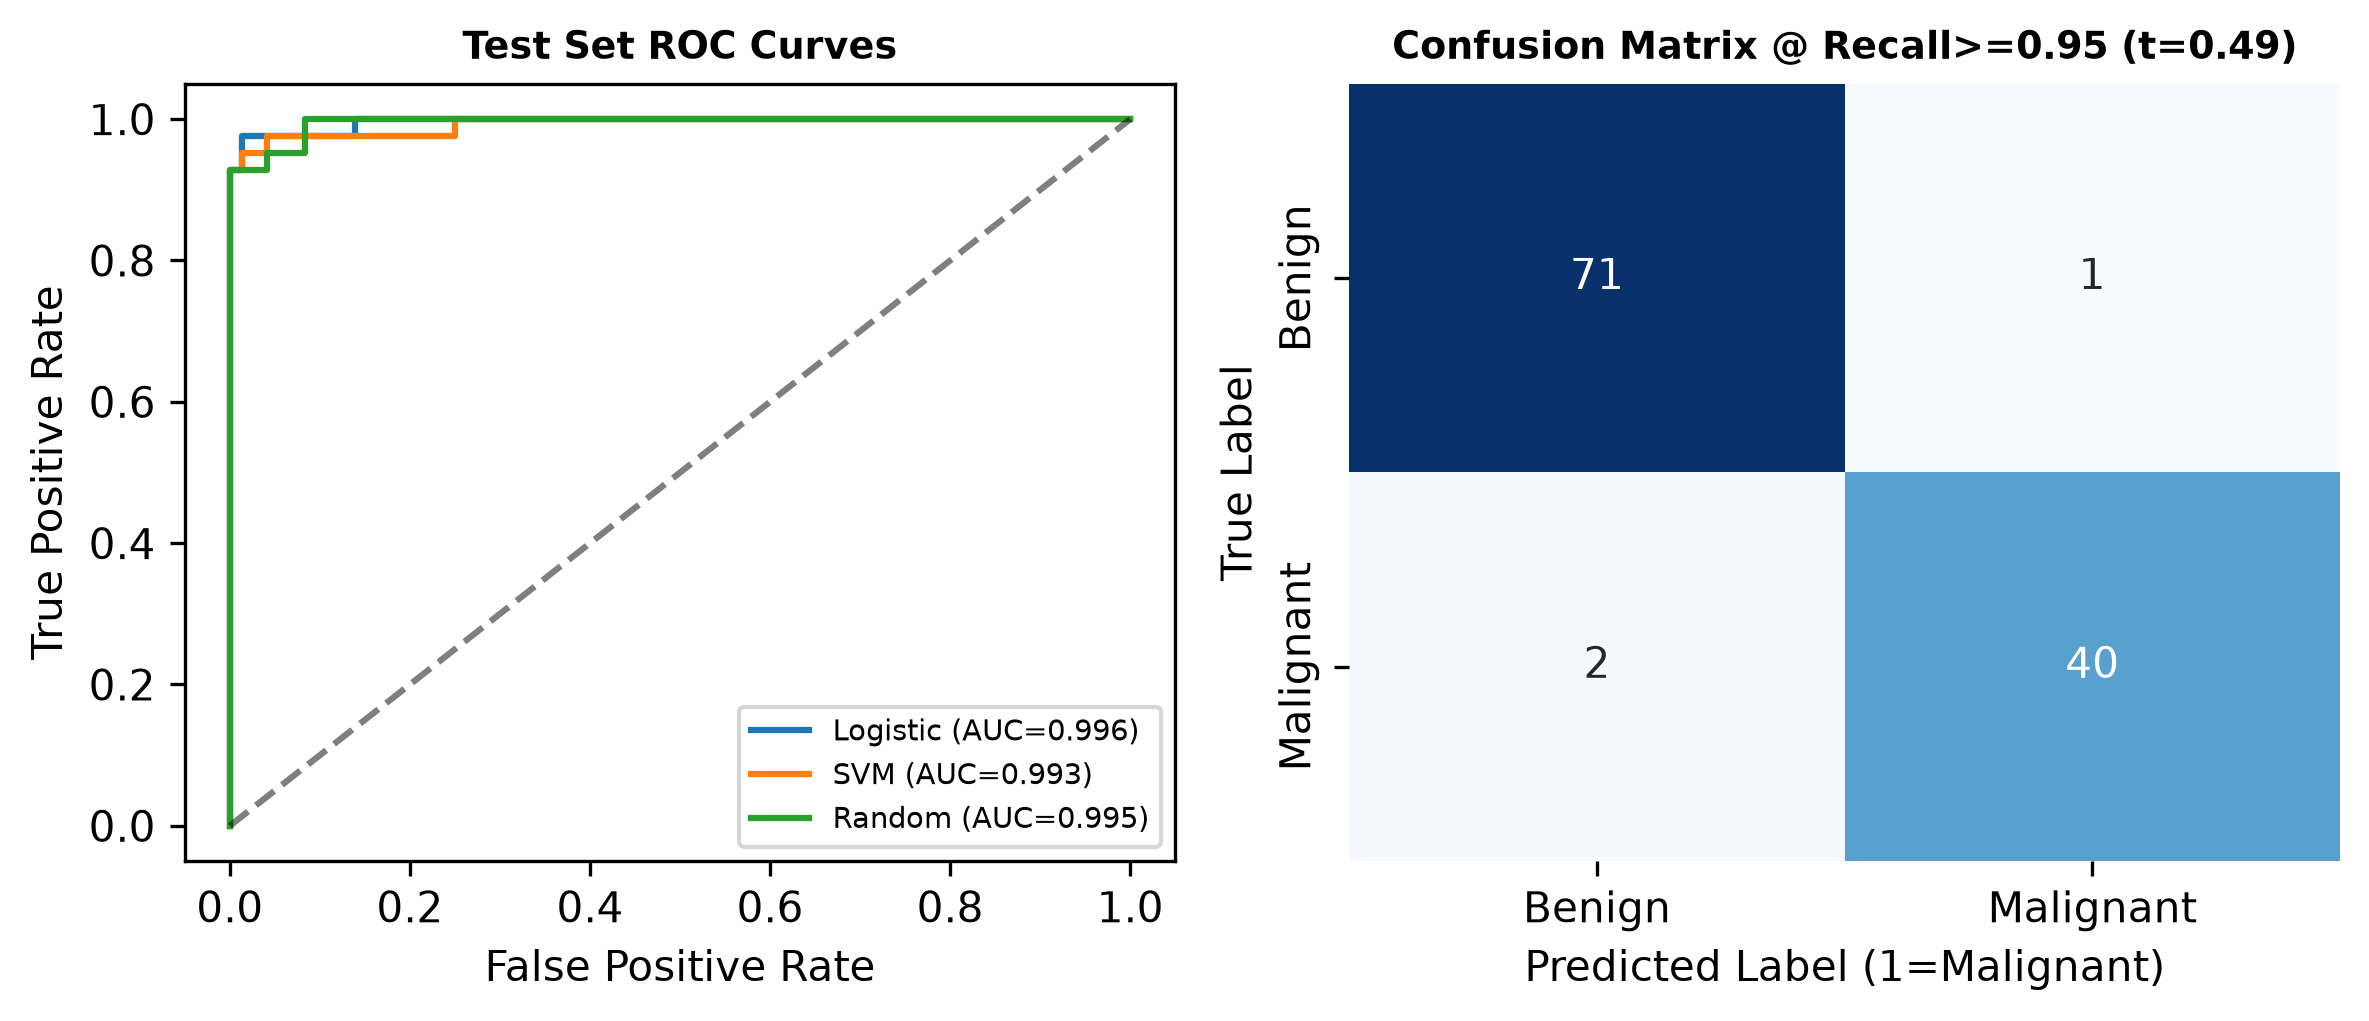 Test Set ROC Curves
True Positive Rate
1.0
0.8
0.6
0.4
0.2
0.0
0.0 0.2 0.4 0.6 0.8 1.0
False Positive Rate
Logistic (AUC=0.996)
SVM (AUC=0.993)
Random (AUC=0.995)
Confusion Matrix @ Recall>=0.95 (t=0.49)
True Label
Benign
Malignant
71 1
2 40
Benign Malignant
Predicted Label (1=Malignant)